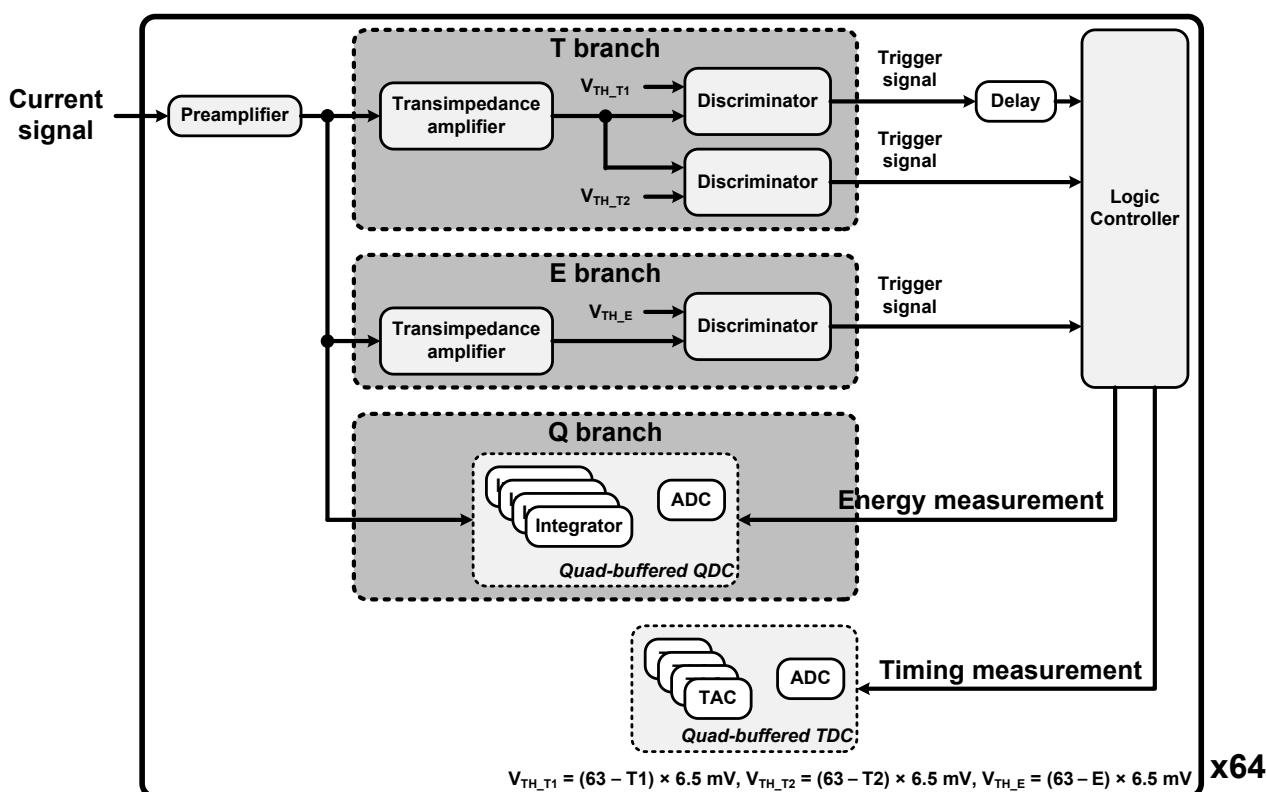 Current
signal
Preamplifier
T branch
Transimpedance
amplifier
V_TH_T1
Discriminator
V_TH_T2
Discriminator
Trigger
signal
Delay
Trigger
signal
Logic
Controller
E branch
Transimpedance
amplifier
V_TH_E
Discriminator
Trigger
signal
Q branch
Integrator
ADC
Quad-buffered QDC
Energy measurement
TAC
ADC
Quad-buffered TDC
Timing measurement
V_TH_T1 = (63 – T1) × 6.5 mV, V_TH_T2 = (63 – T2) × 6.5 mV, V_TH_E = (63 – E) × 6.5 mV
x64